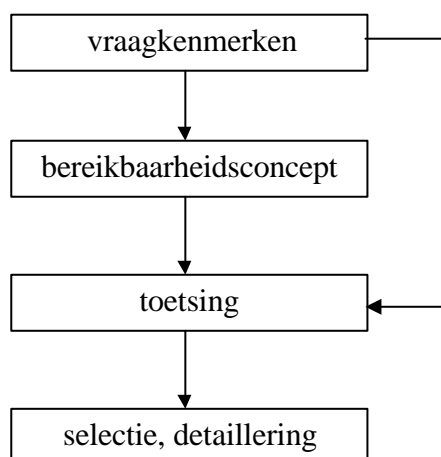 vraagkenmerken
bereikbaarheidsconcept
toetsing
selectie, detaillering